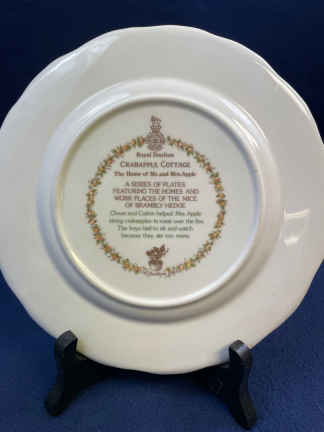 Royal Doulton
CRABAPPLE COTTAGE
The Home of Mr. and Mrs. Apple
A SERIES OF PLATES
FEATURING THE HOMES AND
WORK PLACES OF THE MICE
OF BRAMBLY HEDGE
Clover and Catkin helped Mrs. Apple
string crabapples to roast over the fire.
The boys had to sit and watch
because they ate too many.